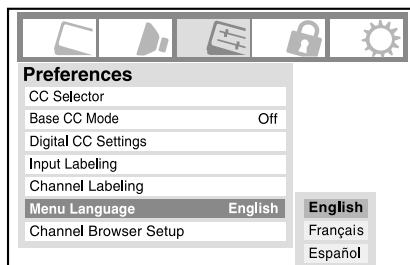 Preferences
CC Selector
Base CC Mode Off
Digital CC Settings
Input Labeling
Channel Labeling
Menu Language English
Channel Browser Setup
English
Français
Español